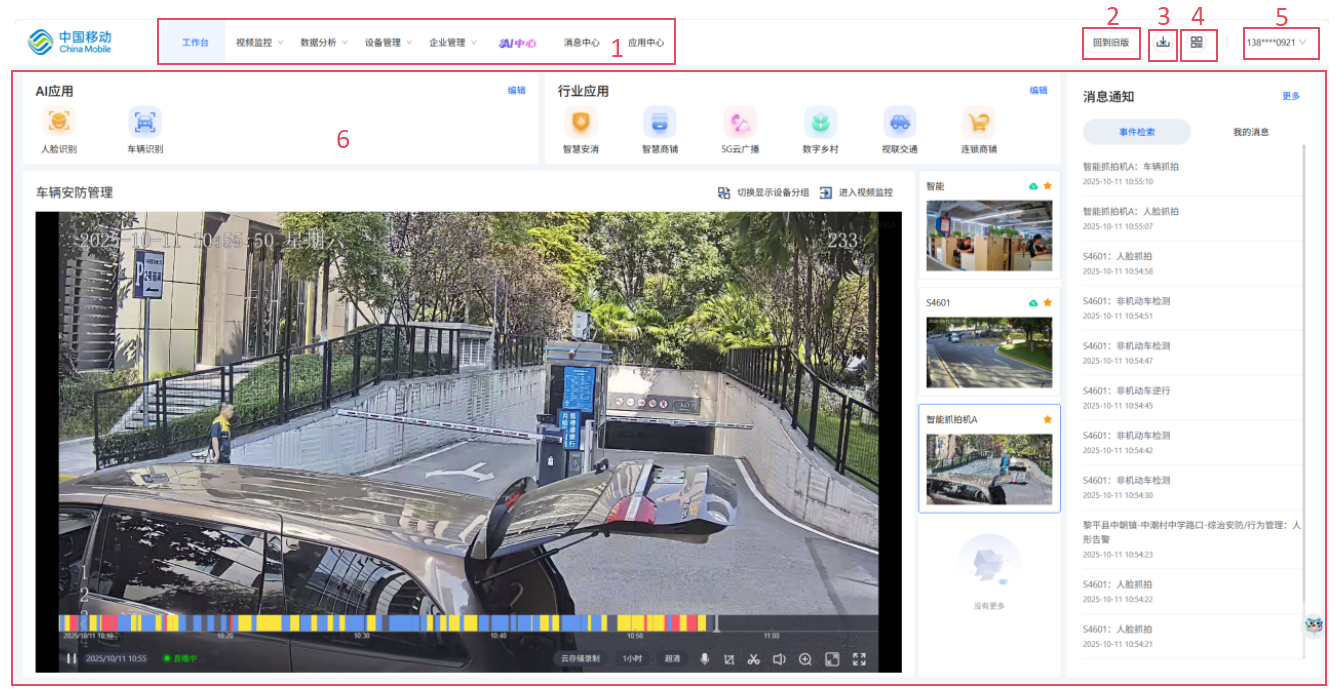 中国移动
China Mobile
工作台 视频监控 数据分析 设备管理 企业管理 AI中心 消息中心 应用中心
1
2
回到旧版
3
4
5
138****0921
AI应用 编辑
人脸识别 车辆识别
6
行业应用 编辑
智慧安消 智慧商铺 5G云广播 数字乡村 视联交通 连锁商铺
车辆安防管理 切换显示设备分组 进入视频监控
2025-10-11 10:55:50 星期六
233
2025/10/11 10:10 10:20 10:30 10:40 10:50 11:00
2025/10/11 10:55 直播中 云存储录制 1小时 超清
智能
S4601
智能抓拍机A
没有更多
消息通知 更多
事件检索 我的消息
智能抓拍机A：车辆抓拍
2025-10-11 10:55:10
智能抓拍机A：人脸抓拍
2025-10-11 10:55:07
S4601：人脸抓拍
2025-10-11 10:54:58
S4601：非机动车检测
2025-10-11 10:54:51
S4601：非机动车检测
2025-10-11 10:54:47
S4601：非机动车逆行
2025-10-11 10:54:45
S4601：非机动车检测
2025-10-11 10:54:42
S4601：非机动车检测
2025-10-11 10:54:30
黎平县中朝镇-中潮村中学路口-综治安防/行为管理：人
形告警
2025-10-11 10:54:23
S4601：人脸抓拍
2025-10-11 10:54:22
S4601：人脸抓拍
2025-10-11 10:54:21